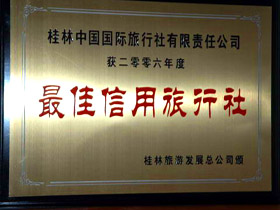 桂林中国国际旅行社有限责任公司
获二零零六年度
最佳信用旅行社
桂林旅游发展总公司颁